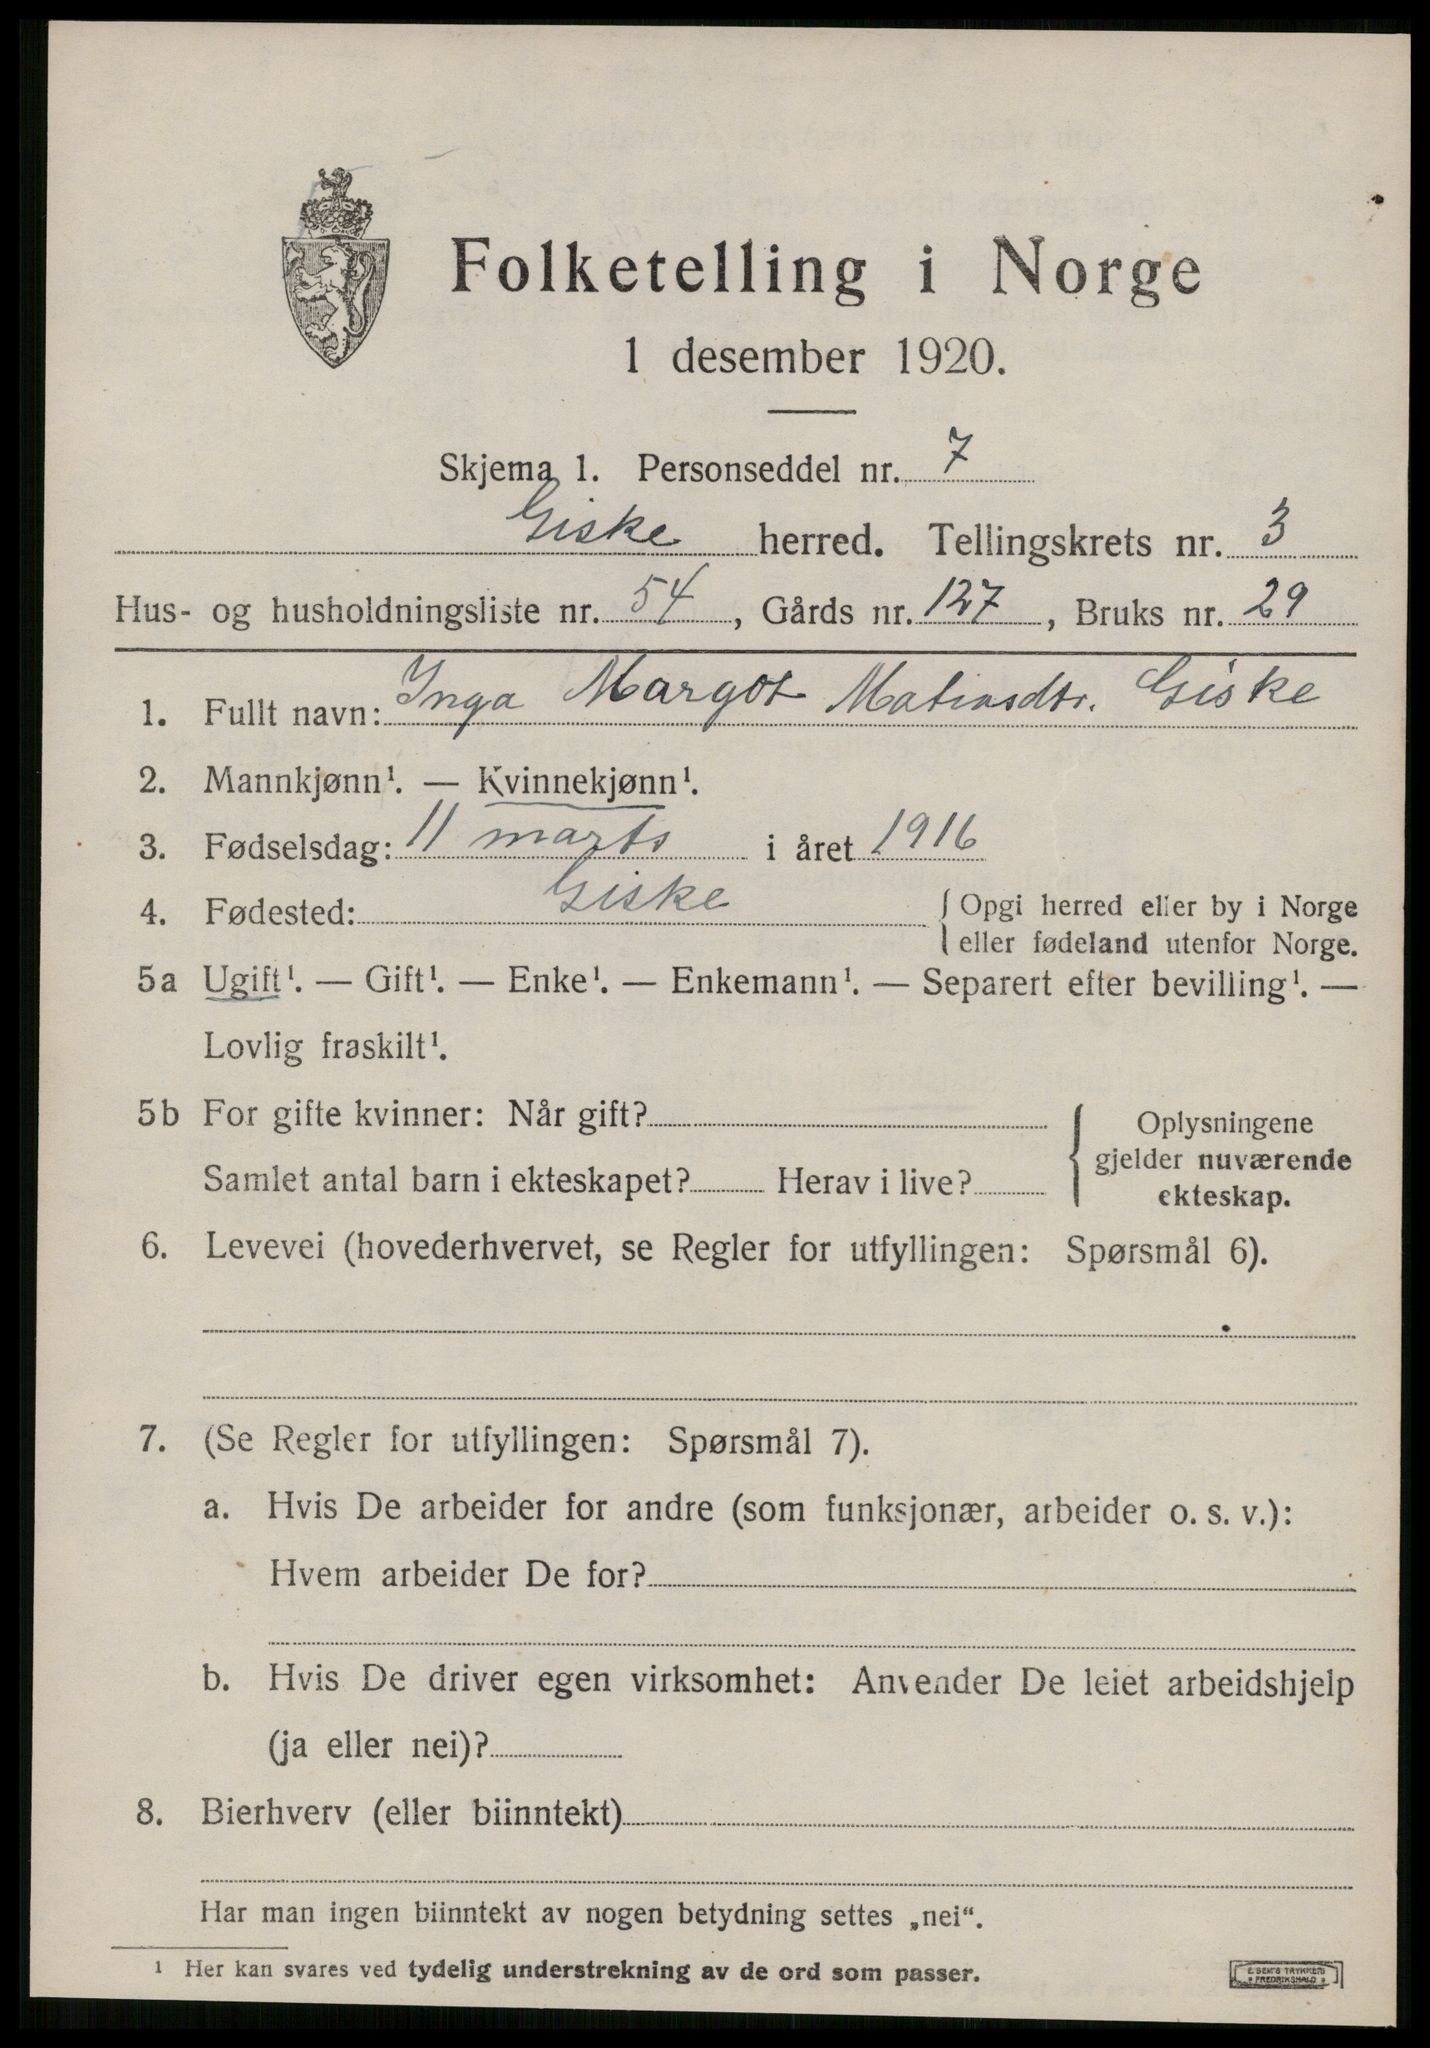 Folketelling i Norge
1 desember 1920.
Skjema 1. Personseddel nr. 7
Giske herred. Tellingskrets nr. 3
Hus- og husholdningsliste nr. 54, Gårds nr. 127, Bruks nr. 29
1. Fullt navn: Inga Margot Matinsdtr. Giske
2. Mannkjønn¹. — Kvinnekjønn¹.
3. Fødselsdag: 11 marts i året 1916
4. Fødested: Giske { Opgi herred eller by i Norge
eller fødeland utenfor Norge.
5a Ugift¹. — Gift¹. — Enke¹. — Enkemann¹. — Separert efter bevilling¹. —
Lovlig fraskilt¹.
5b For gifte kvinner: Når gift? { Oplysningene
gjelder nuværende
Samlet antal barn i ekteskapet? Herav i live? ekteskap.
6. Levevei (hovederhvervet, se Regler for utfyllingen: Spørsmål 6).
7. (Se Regler for utfyllingen: Spørsmål 7).
a. Hvis De arbeider for andre (som funksjonær, arbeider o. s. v.):
Hvem arbeider De for?
b. Hvis De driver egen virksomhet: Anvender De leiet arbeidshjelp
(ja eller nei)?
8. Bierhverv (eller biinntekt)
Har man ingen biinntekt av nogen betydning settes „nei“.
¹ Her kan svares ved tydelig understrekning av de ord som passer.
E. SEM'S TRYKKERI
FREDRIKSHALD